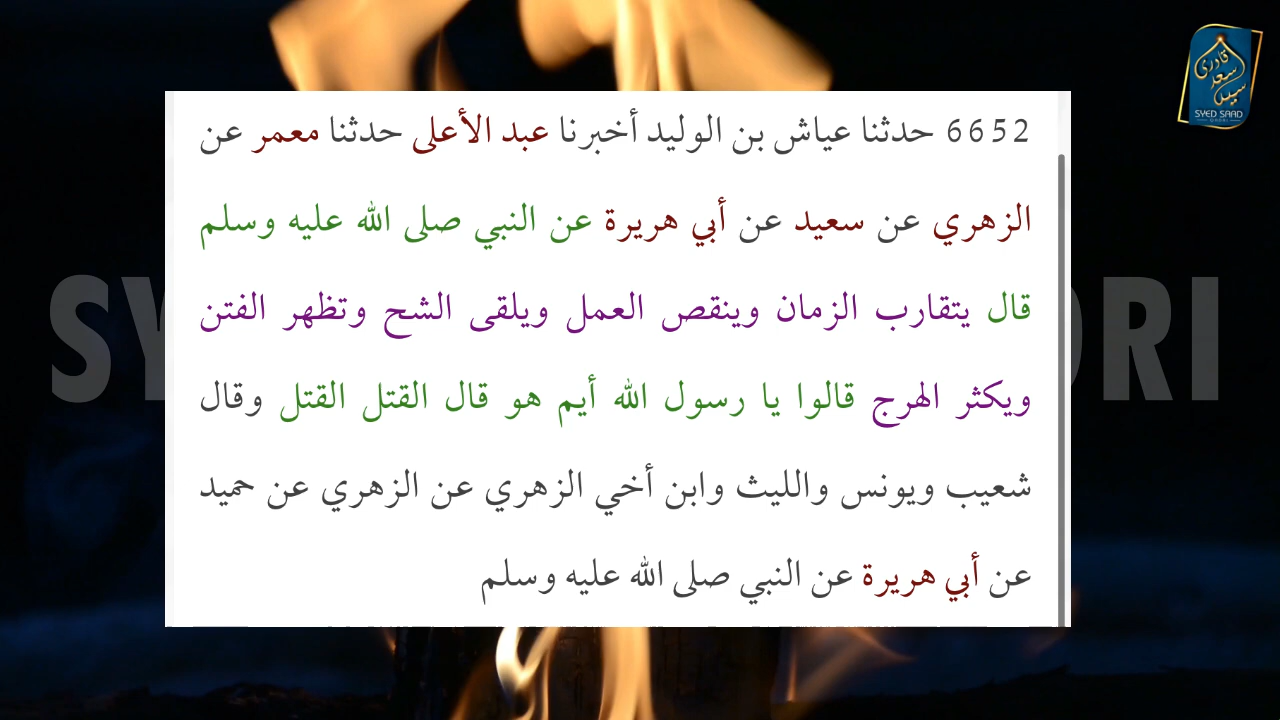 6652 حدثنا عياش بن الوليد أخبرنا عبد الأعلى حدثنا معمر عن
الزهري عن سعيد عن أبي هريرة عن النبي صلى الله عليه وسلم
قال يتقارب الزمان وينقص العمل ويلقى الشح وتظهر الفتن
ويكثر الهرج قالوا يا رسول الله أيم هو قال القتل القتل وقال
شعيب ويونس والليث وابن أخي الزهري عن الزهري عن حميد
عن أبي هريرة عن النبي صلى الله عليه وسلم
SYED SAAD